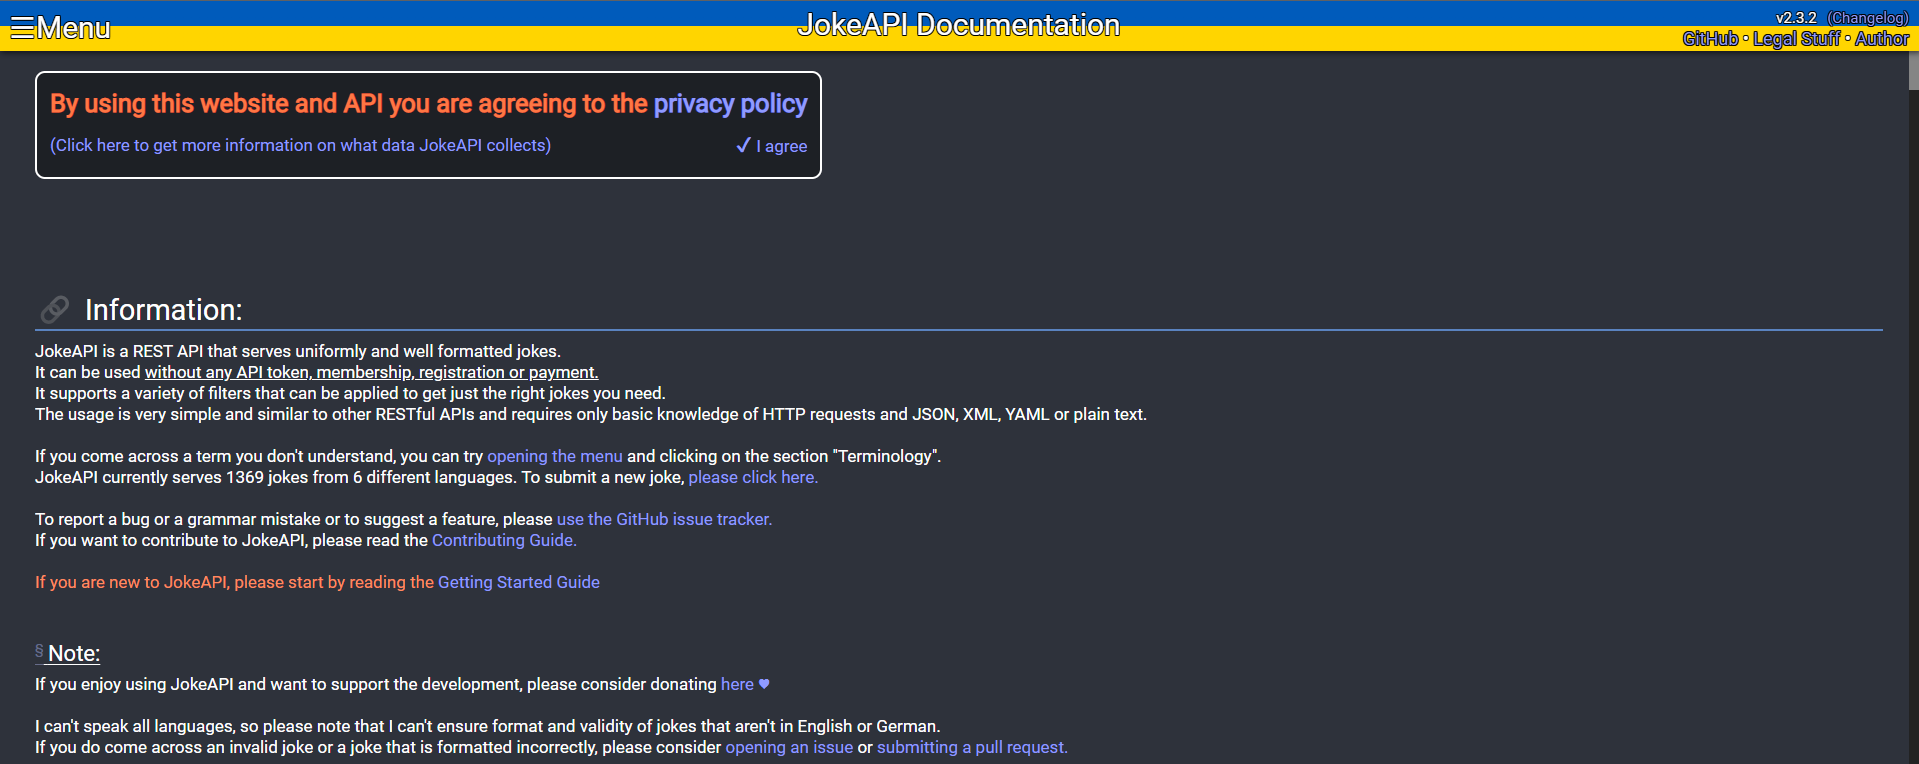 ☰Menu
JokeAPI Documentation
v2.3.2 (Changelog)
GitHub • Legal Stuff • Author
By using this website and API you are agreeing to the privacy policy
(Click here to get more information on what data JokeAPI collects)
✓ I agree
Information:
JokeAPI is a REST API that serves uniformly and well formatted jokes.
It can be used without any API token, membership, registration or payment.
It supports a variety of filters that can be applied to get just the right jokes you need.
The usage is very simple and similar to other RESTful APIs and requires only basic knowledge of HTTP requests and JSON, XML, YAML or plain text.
If you come across a term you don't understand, you can try opening the menu and clicking on the section "Terminology".
JokeAPI currently serves 1369 jokes from 6 different languages. To submit a new joke, please click here.
To report a bug or a grammar mistake or to suggest a feature, please use the GitHub issue tracker.
If you want to contribute to JokeAPI, please read the Contributing Guide.
If you are new to JokeAPI, please start by reading the Getting Started Guide
§ Note:
If you enjoy using JokeAPI and want to support the development, please consider donating here ♥
I can't speak all languages, so please note that I can't ensure format and validity of jokes that aren't in English or German.
If you do come across an invalid joke or a joke that is formatted incorrectly, please consider opening an issue or submitting a pull request.